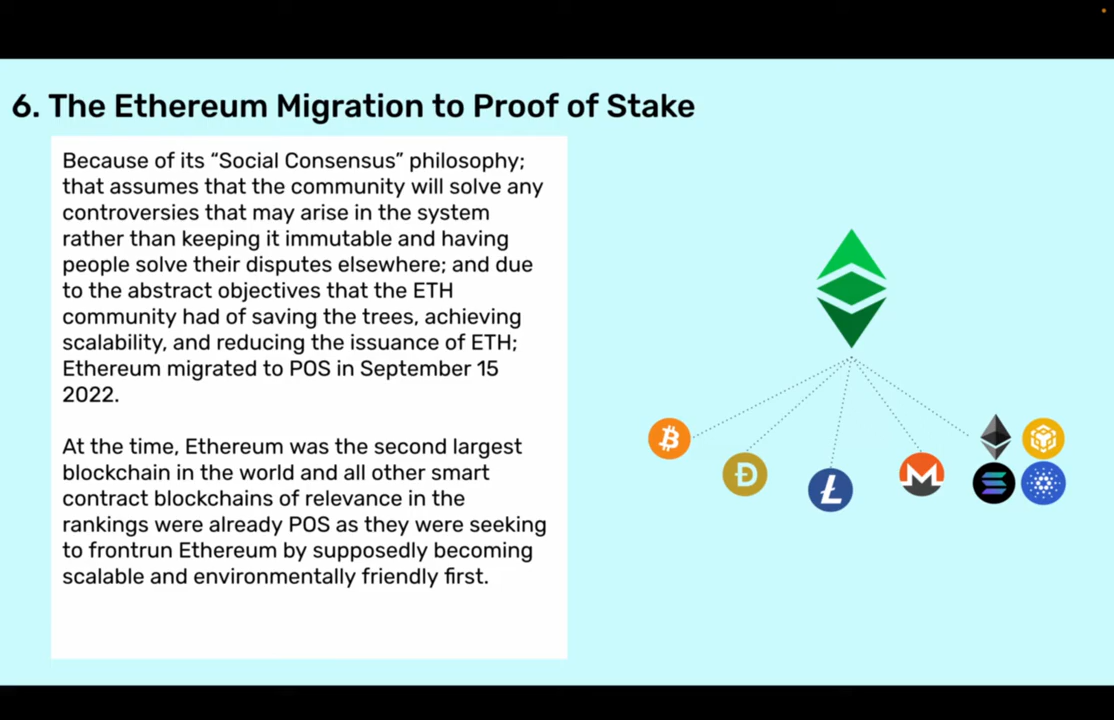 6. The Ethereum Migration to Proof of Stake
Because of its “Social Consensus” philosophy;
that assumes that the community will solve any
controversies that may arise in the system
rather than keeping it immutable and having
people solve their disputes elsewhere; and due
to the abstract objectives that the ETH
community had of saving the trees, achieving
scalability, and reducing the issuance of ETH;
Ethereum migrated to POS in September 15
2022.
At the time, Ethereum was the second largest
blockchain in the world and all other smart
contract blockchains of relevance in the
rankings were already POS as they were seeking
to frontrun Ethereum by supposedly becoming
scalable and environmentally friendly first.